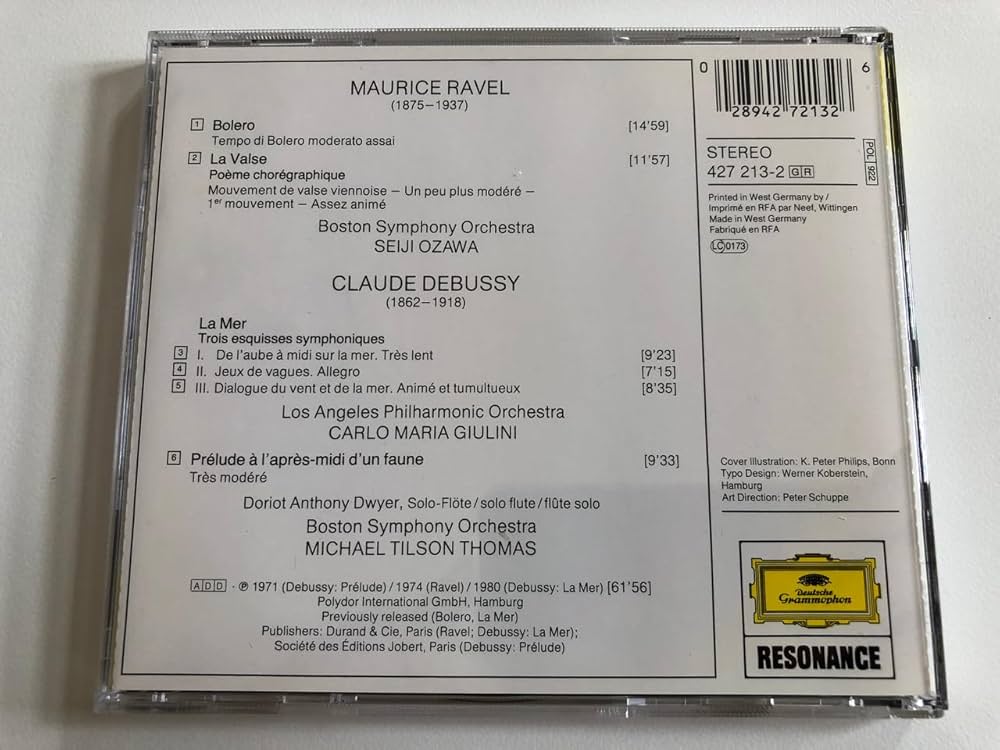 MAURICE RAVEL
(1875–1937)
1 Bolero [14'59]
Tempo di Bolero moderato assai
2 La Valse [11'57]
Poème chorégraphique
Mouvement de valse viennoise – Un peu plus modéré –
1er mouvement – Assez animé
Boston Symphony Orchestra
SEIJI OZAWA
CLAUDE DEBUSSY
(1862–1918)
La Mer
Trois esquisses symphoniques
3 I. De l'aube à midi sur la mer. Très lent [9'23]
4 II. Jeux de vagues. Allegro [7'15]
5 III. Dialogue du vent et de la mer. Animé et tumultueux [8'35]
Los Angeles Philharmonic Orchestra
CARLO MARIA GIULINI
6 Prélude à l'après-midi d'un faune [9'33]
Très modéré
Doriot Anthony Dwyer, Solo-Flöte/solo flute/flûte solo
Boston Symphony Orchestra
MICHAEL TILSON THOMAS
ADD · ℗ 1971 (Debussy: Prélude) / 1974 (Ravel) / 1980 (Debussy: La Mer) [61'56]
Polydor International GmbH, Hamburg
Previously released (Bolero, La Mer)
Publishers: Durand & Cie, Paris (Ravel; Debussy: La Mer);
Société des Éditions Jobert, Paris (Debussy: Prélude)
0 28942 72132 6
STEREO
427 213-2 GR
POL 922
Printed in West Germany by /
Imprimé en RFA par Neef, Wittingen
Made in West Germany
Fabriqué en RFA
LC 0173
Cover Illustration: K. Peter Philips, Bonn
Typo Design: Werner Koberstein,
Hamburg
Art Direction: Peter Schuppe
Deutsche
Grammophon
RESONANCE